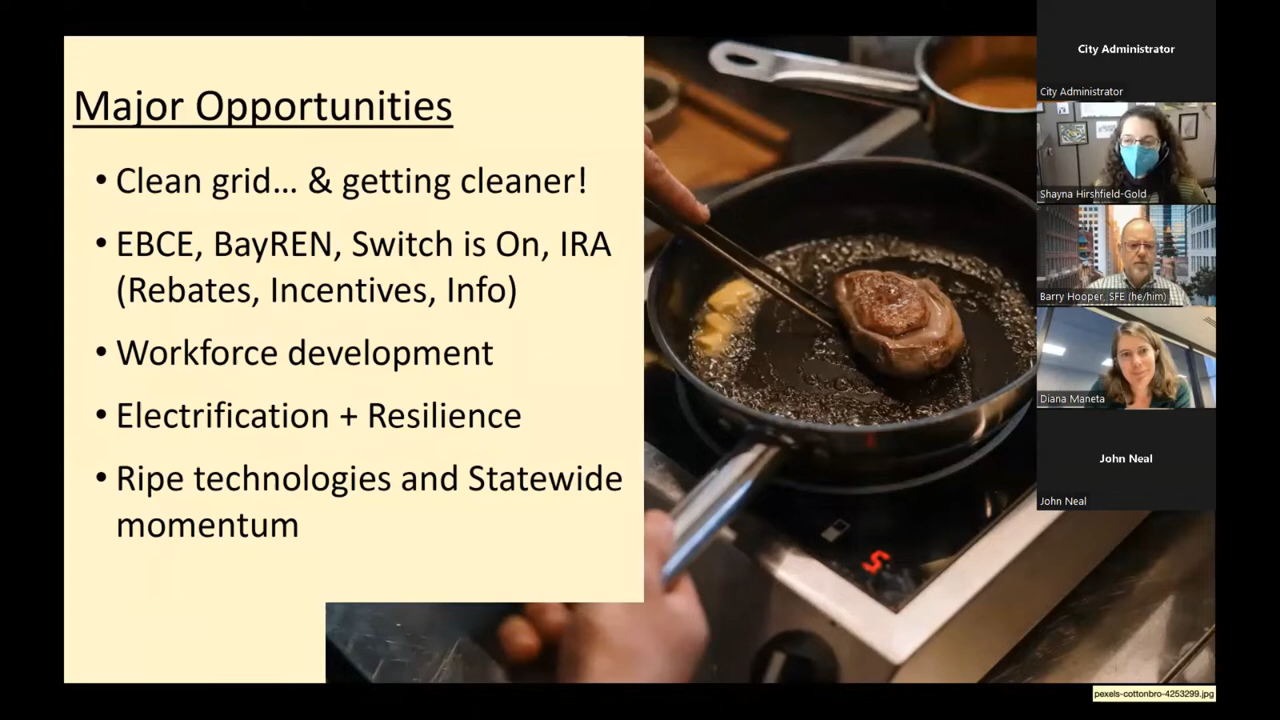 Major Opportunities
• Clean grid... & getting cleaner!
• EBCE, BayREN, Switch is On, IRA
(Rebates, Incentives, Info)
• Workforce development
• Electrification + Resilience
• Ripe technologies and Statewide
momentum
5
City Administrator
City Administrator
Shayna Hirshfield-Gold
Barry Hooper, SFE (he/him)
Diana Maneta
John Neal
John Neal
pexels-cottonbro-4253299.jpg